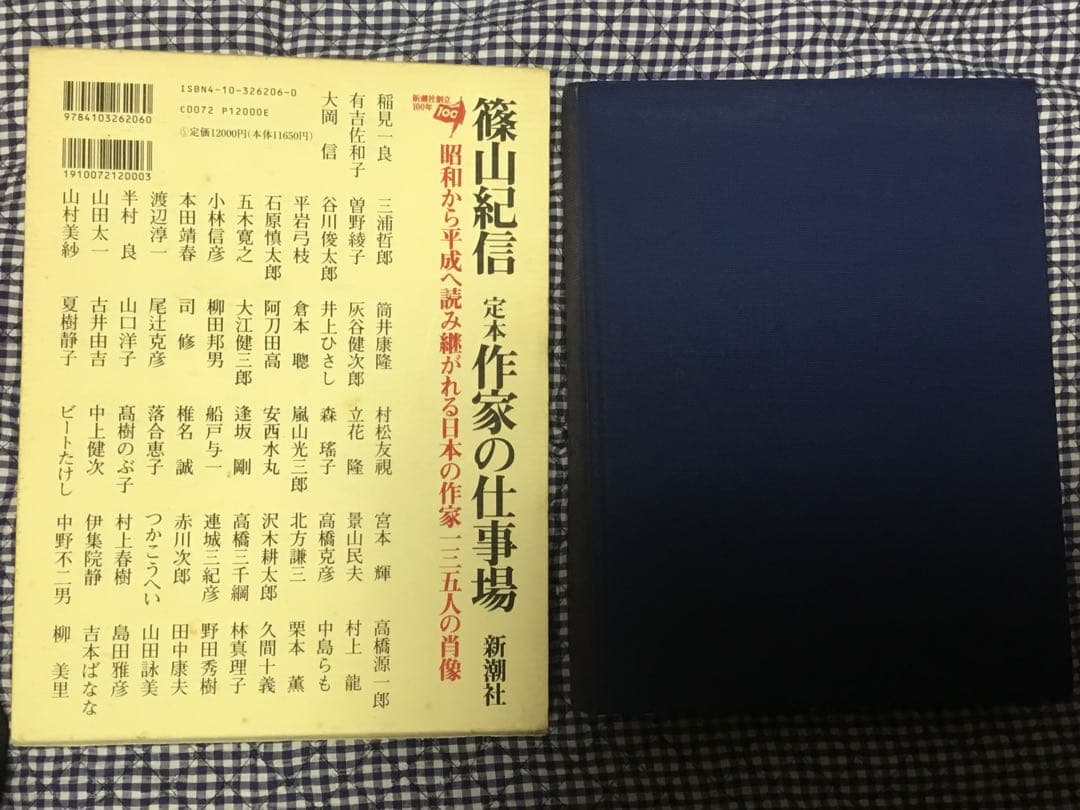 篠山紀信 定本 作家の仕事場 新潮社
新潮社創立
100年
100
昭和から平成へ読み継がれる日本の作家一三五人の肖像
稲見一良 三浦哲郎 筒井康隆 村松友視 宮本 輝 高橋源一郎
有吉佐和子 曽野綾子 灰谷健次郎 立花 隆 景山民夫 村上 龍
大岡 信 谷川俊太郎 井上ひさし 森 瑤子 高橋克彦 中島らも
平岩弓枝 倉本 聰 嵐山光三郎 北方謙三 栗本 薫
石原慎太郎 阿刀田高 安西水丸 沢木耕太郎 久間十義
五木寛之 大江健三郎 逢坂 剛 高橋三千綱 林真理子
小林信彦 柳田邦男 船戸与一 連城三紀彦 野田秀樹
本田靖春 司 修 椎名 誠 赤川次郎 田中康夫
渡辺淳一 尾辻克彦 落合恵子 つかこうへい 山田詠美
半村 良 山口洋子 髙樹のぶ子 村上春樹 島田雅彦
山田太一 古井由吉 中上健次 伊集院静 吉本ばなな
山村美紗 夏樹静子 ビートたけし 中野不二男 柳 美里
ISBN4-10-326206-0
C0072 P12000E
Ⓢ定価12000円(本体11650円)
9784103262060
1910072120003